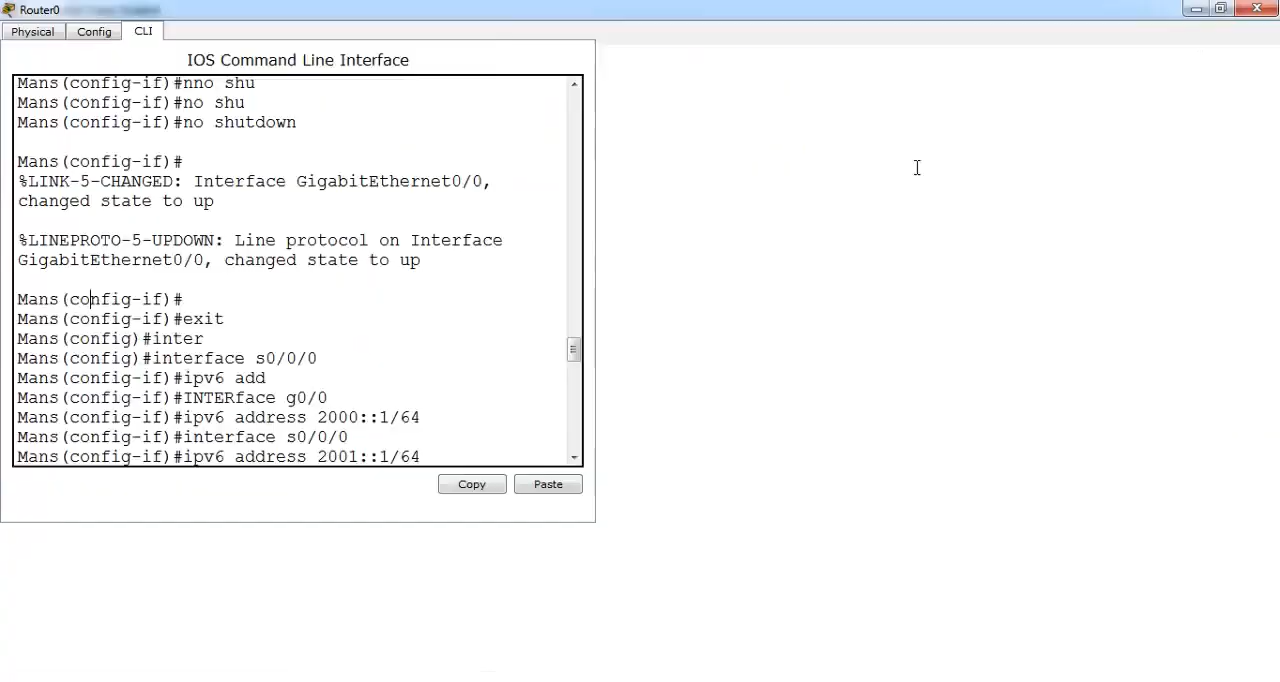 Router0
Physical Config CLI
IOS Command Line Interface
Mans(config-if)#nno shu
Mans(config-if)#no shu
Mans(config-if)#no shutdown
Mans(config-if)#
%LINK-5-CHANGED: Interface GigabitEthernet0/0,
changed state to up
%LINEPROTO-5-UPDOWN: Line protocol on Interface
GigabitEthernet0/0, changed state to up
Mans(config-if)#
Mans(config-if)#exit
Mans(config)#inter
Mans(config)#interface s0/0/0
Mans(config-if)#ipv6 add
Mans(config-if)#INTERface g0/0
Mans(config-if)#ipv6 address 2000::1/64
Mans(config-if)#interface s0/0/0
Mans(config-if)#ipv6 address 2001::1/64
Copy Paste